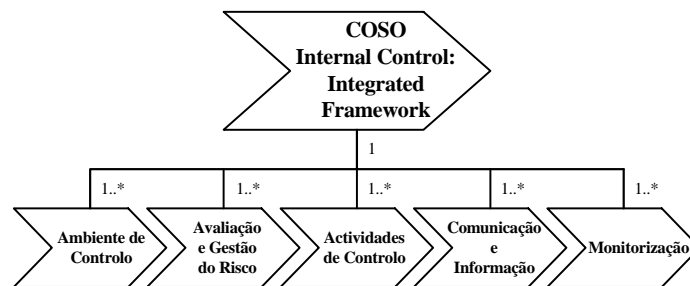 COSO
Internal Control:
Integrated
Framework
1
1..*
1..*
1..*
1..*
1..*
Ambiente de
Controlo
Avaliação
e Gestão
do Risco
Actividades
de Controlo
Comunicação
e
Informação
Monitorização